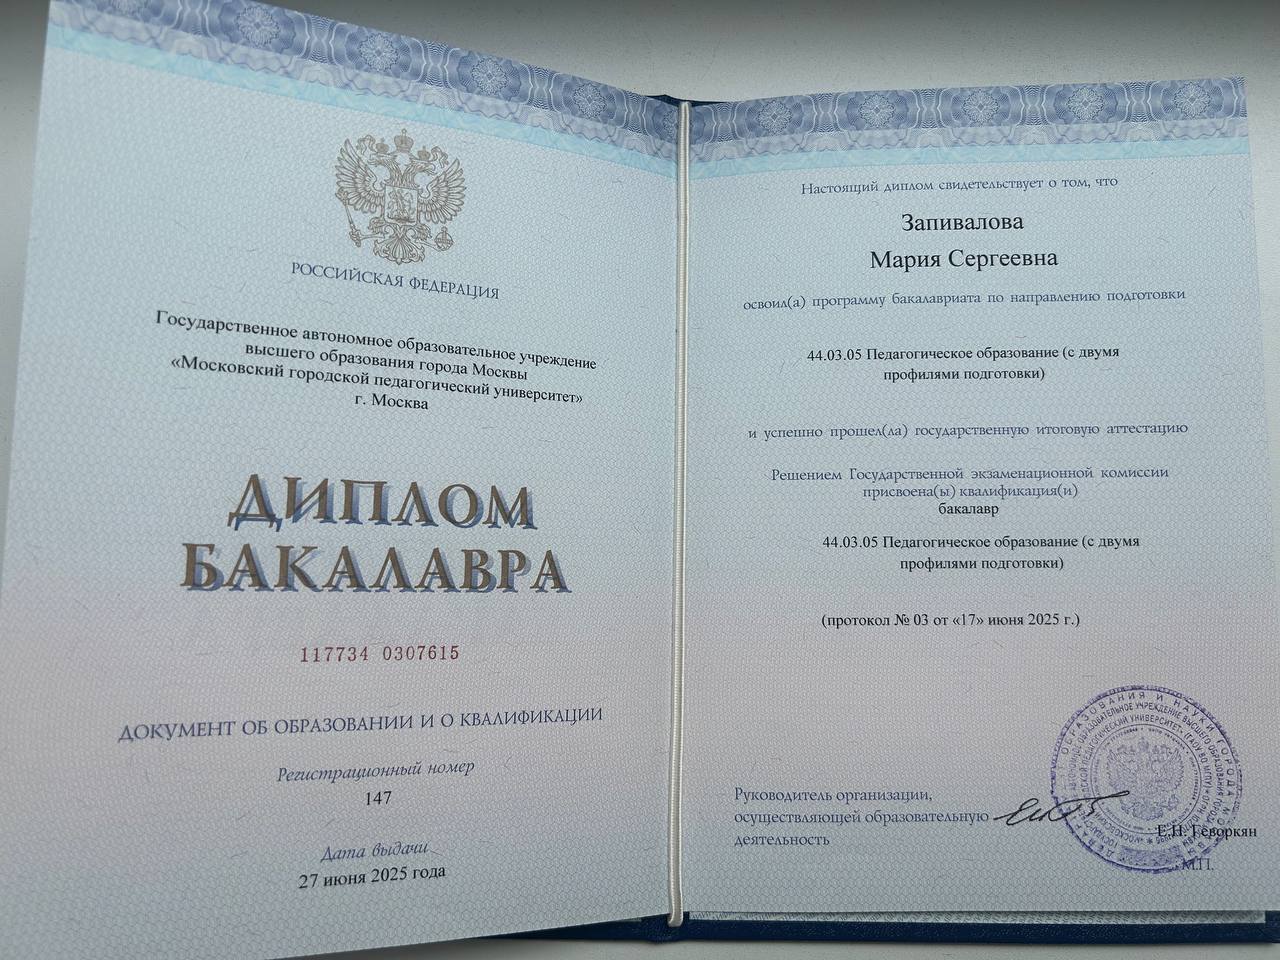 РОССИЙСКАЯ ФЕДЕРАЦИЯ
Государственное автономное образовательное учреждение
высшего образования города Москвы
«Московский городской педагогический университет»
г. Москва
ДИПЛОМ
БАКАЛАВРА
117734 0307615
ДОКУМЕНТ ОБ ОБРАЗОВАНИИ И О КВАЛИФИКАЦИИ
Регистрационный номер
147
Дата выдачи
27 июня 2025 года
Настоящий диплом свидетельствует о том, что
Запивалова
Мария Сергеевна
освоил(а) программу бакалавриата по направлению подготовки
44.03.05 Педагогическое образование (с двумя
профилями подготовки)
и успешно прошел(ла) государственную итоговую аттестацию
Решением Государственной экзаменационной комиссии
присвоена(ы) квалификация(и)
бакалавр
44.03.05 Педагогическое образование (с двумя
профилями подготовки)
(протокол № 03 от «17» июня 2025 г.)
Руководитель организации,
осуществляющей образовательную
деятельность
Е.Н. Геворкян
М.П.